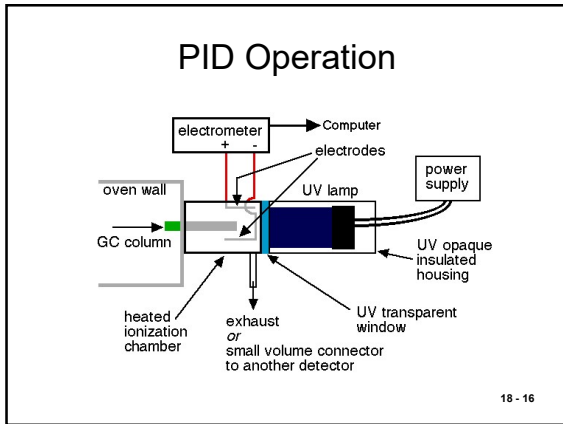 PID Operation
electrometer
+ -
Computer
electrodes
power
supply
oven wall
UV lamp
GC column
UV opaque
insulated
housing
heated
ionization
chamber
exhaust
or
small volume connector
to another detector
UV transparent
window
18 - 16